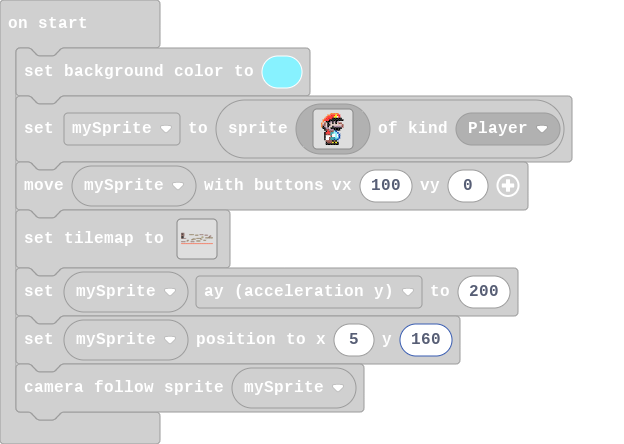 on start
set background color to
set mySprite to sprite of kind Player
move mySprite with buttons vx 100 vy 0
set tilemap to
set mySprite ay (acceleration y) to 200
set mySprite position to x 5 y 160
camera follow sprite mySprite